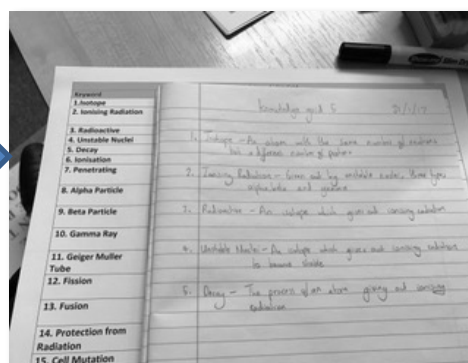 Keyword
1.Isotope
2. Ionising Radiation
3. Radioactive
4. Unstable Nuclei
5. Decay
6. Ionisation
7. Penetrating
8. Alpha Particle
9. Beta Particle
10. Gamma Ray
11. Geiger Muller
Tube
12. Fission
13. Fusion
14. Protection from
Radiation
15. Cell Mutation
Knowledge grid 5
1. Isotope - An atom with the same number of
but a different number of
2. Ionising Radiation - Given out by unstable nuclei, three types
alpha, beta and gamma
3. Radioactive - An isotope which gives out ionising radiation
4. Unstable Nuclei - An isotope which gives out ionising radiation
to become stable
5. Decay - The process of an atom giving out ionising
radiation